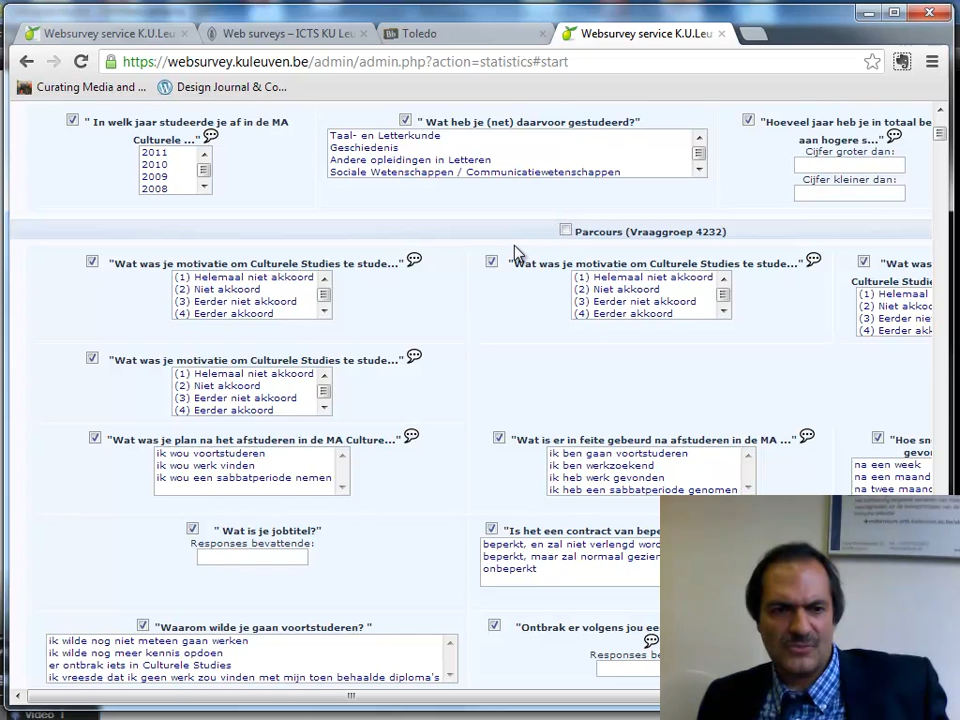 Websurvey service K.U.Leu
Web surveys – ICTS KU Leu
Toledo
Websurvey service K.U.Leu
https://websurvey.kuleuven.be/admin/admin.php?action=statistics#start
Curating Media and ...
Design Journal & Co...
" In welk jaar studeerde je af in de MA
Culturele ..."
2011
2010
2009
2008
" Wat heb je (net) daarvoor gestudeerd?"
Taal- en Letterkunde
Geschiedenis
Andere opleidingen in Letteren
Sociale Wetenschappen / Communicatiewetenschappen
"Hoeveel jaar heb je in totaal be
aan hogere s..."
Cijfer groter dan:
Cijfer kleiner dan:
Parcours (Vraaggroep 4232)
"Wat was je motivatie om Culturele Studies te stude..."
(1) Helemaal niet akkoord
(2) Niet akkoord
(3) Eerder niet akkoord
(4) Eerder akkoord
"Wat was je motivatie om Culturele Studies te stude..."
(1) Helemaal niet akkoord
(2) Niet akkoord
(3) Eerder niet akkoord
(4) Eerder akkoord
"Wat was
Culturele Studies
(1) Helemaal
(2) Niet akko
(3) Eerder nie
(4) Eerder akk
"Wat was je motivatie om Culturele Studies te stude..."
(1) Helemaal niet akkoord
(2) Niet akkoord
(3) Eerder niet akkoord
(4) Eerder akkoord
"Wat was je plan na het afstuderen in de MA Culture..."
ik wou voortstuderen
ik wou werk vinden
ik wou een sabbatperiode nemen
"Wat is er in feite gebeurd na afstuderen in de MA ..."
ik ben gaan voortstuderen
ik ben werkzoekend
ik heb werk gevonden
ik heb een sabbatperiode genomen
"Hoe sn
gevor
na een week
na een maand
na twee maand
" Wat is je jobtitel?"
Responses bevattende:
"Is het een contract van bepe
beperkt, en zal niet verlengd word
beperkt, maar zal normaal gezien
onbeperkt
"Waarom wilde je gaan voortstuderen? "
ik wilde nog niet meteen gaan werken
ik wilde nog meer kennis opdoen
er ontbrak iets in Culturele Studies
ik vreesde dat ik geen werk zou vinden met mijn toen behaalde diploma's
"Ontbrak er volgens jou ee
Responses be
Video 1